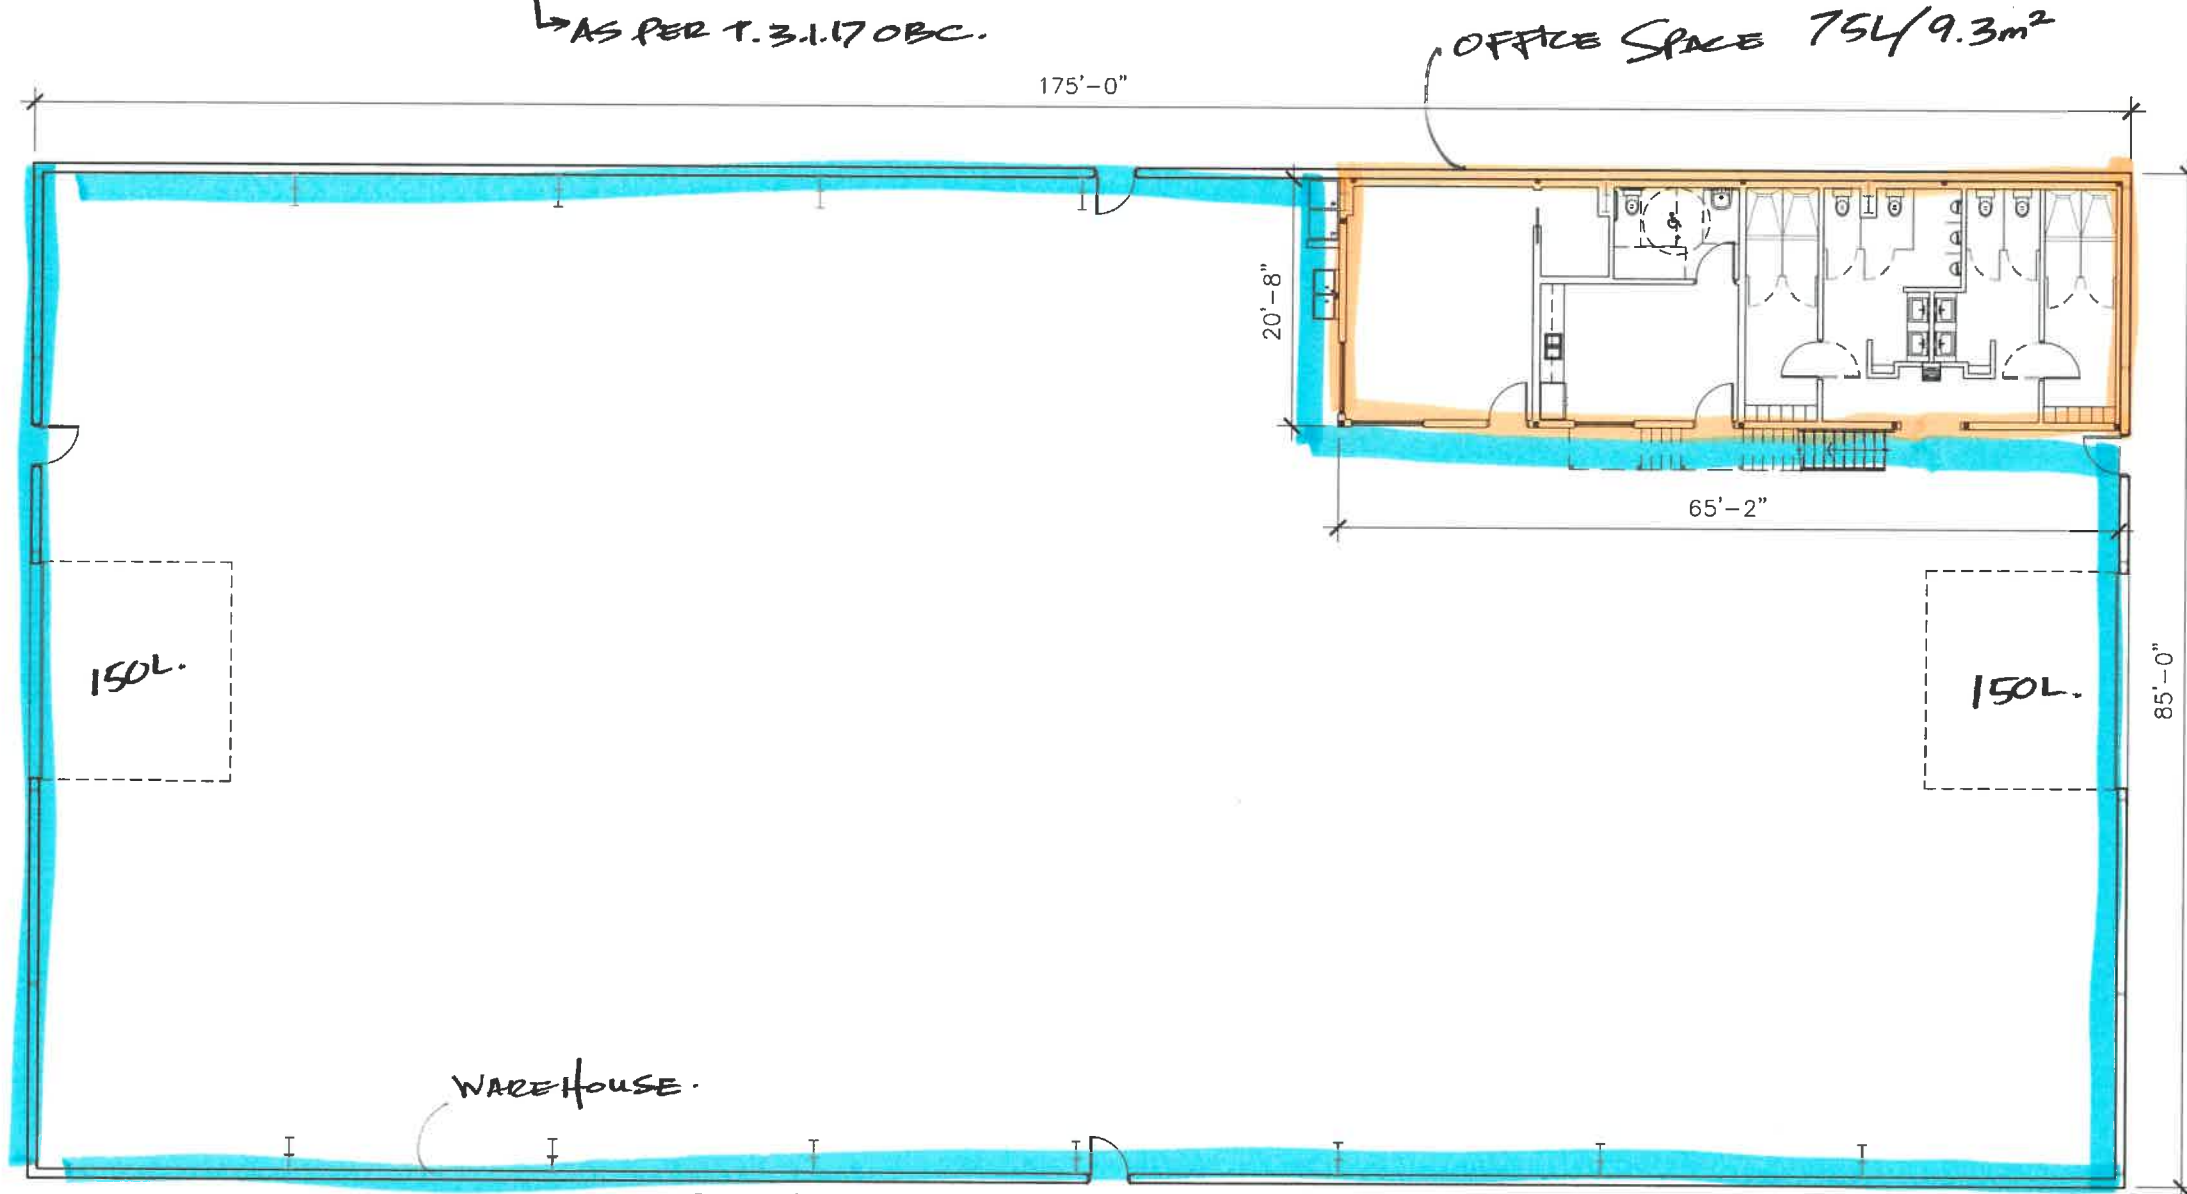 ↳ AS PER T.3.1.17 OBC.
OFFICE SPACE 75L/9.3m²
175'-0"
20'-8"
65'-2"
150L.
150L.
85'-0"
WAREHOUSE.